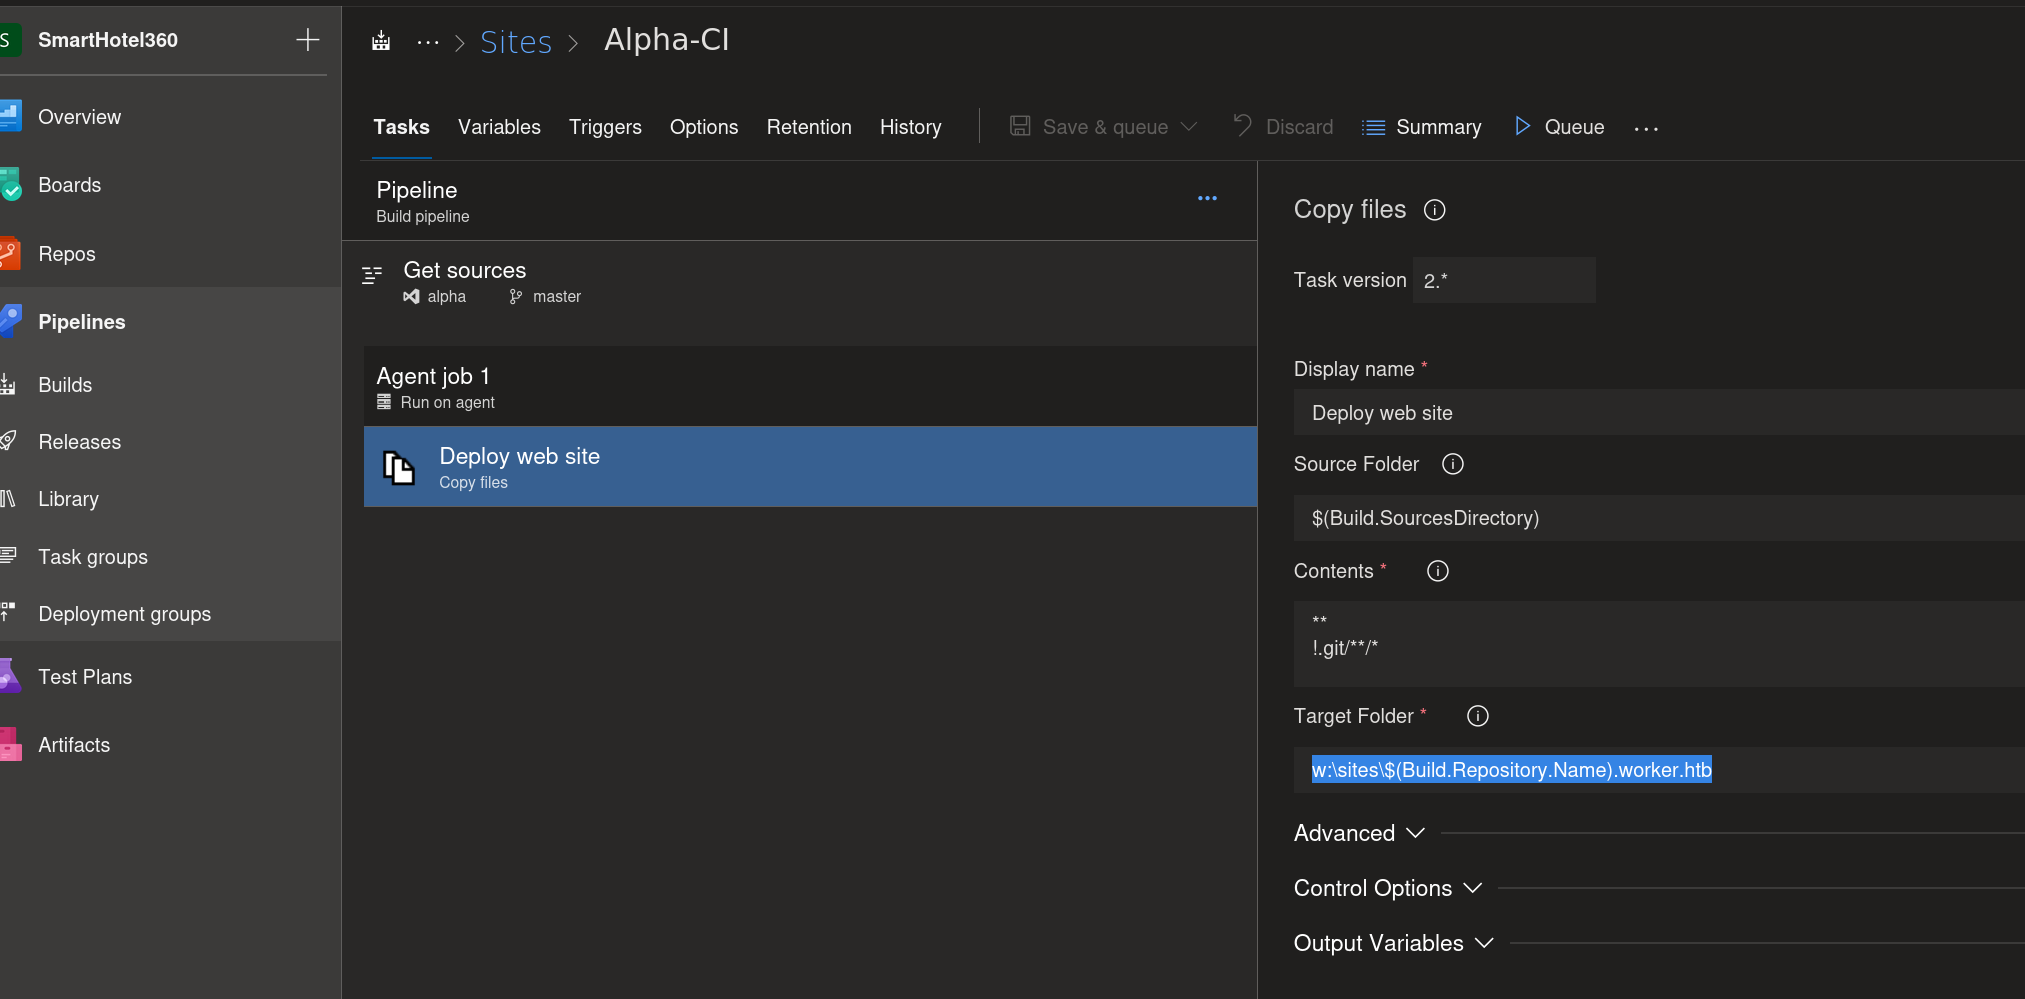 S SmartHotel360
Overview
Boards
Repos
Pipelines
Builds
Releases
Library
Task groups
Deployment groups
Test Plans
Artifacts
··· > Sites > Alpha-CI
Tasks Variables Triggers Options Retention History Save & queue Discard Summary Queue ...
Pipeline
Build pipeline
Get sources
alpha master
Agent job 1
Run on agent
Deploy web site
Copy files
Copy files
Task version 2.*
Display name *
Deploy web site
Source Folder
$(Build.SourcesDirectory)
Contents *
**
!.git/**/*
Target Folder *
w:\sites\$(Build.Repository.Name).worker.htb
Advanced
Control Options
Output Variables